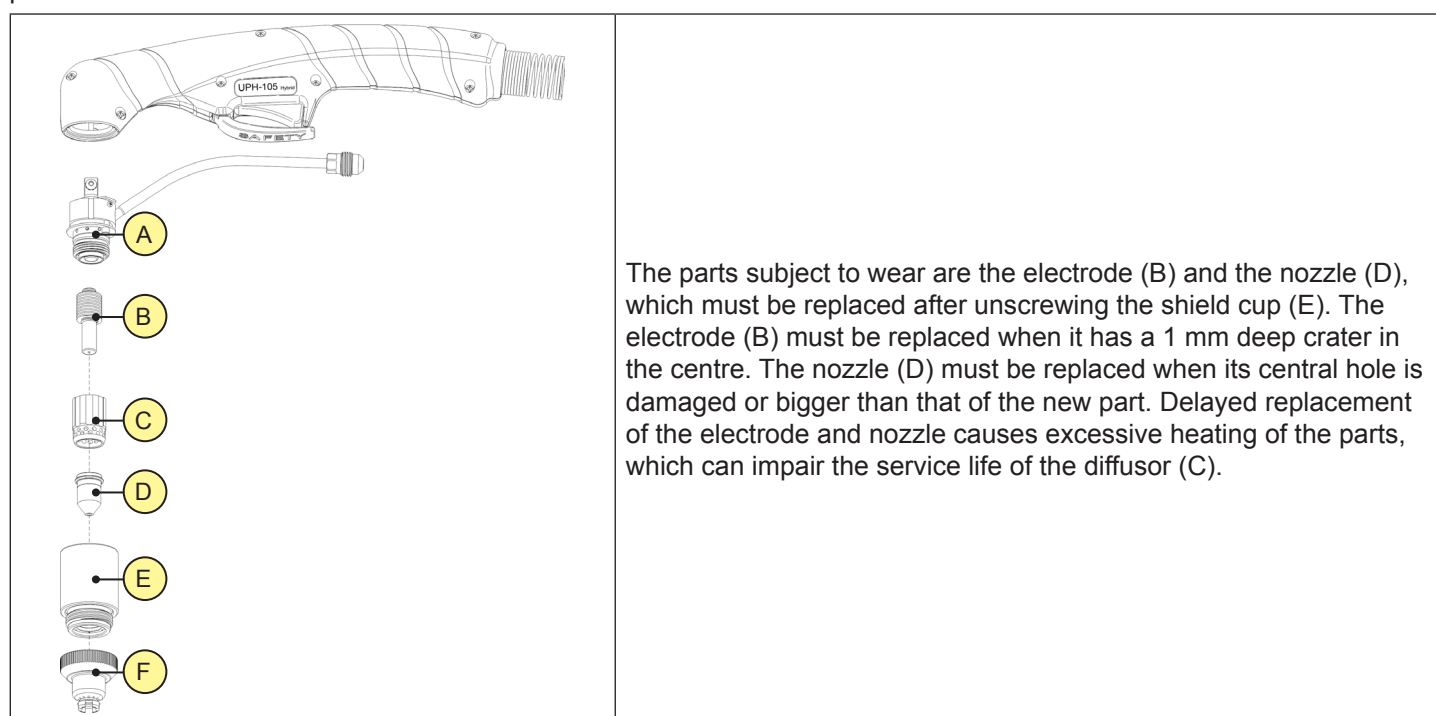 UPH-105 Hybrid
SAFETY
A
B
C
D
E
F
The parts subject to wear are the electrode (B) and the nozzle (D),
which must be replaced after unscrewing the shield cup (E). The
electrode (B) must be replaced when it has a 1 mm deep crater in
the centre. The nozzle (D) must be replaced when its central hole is
damaged or bigger than that of the new part. Delayed replacement
of the electrode and nozzle causes excessive heating of the parts,
which can impair the service life of the diffusor (C).